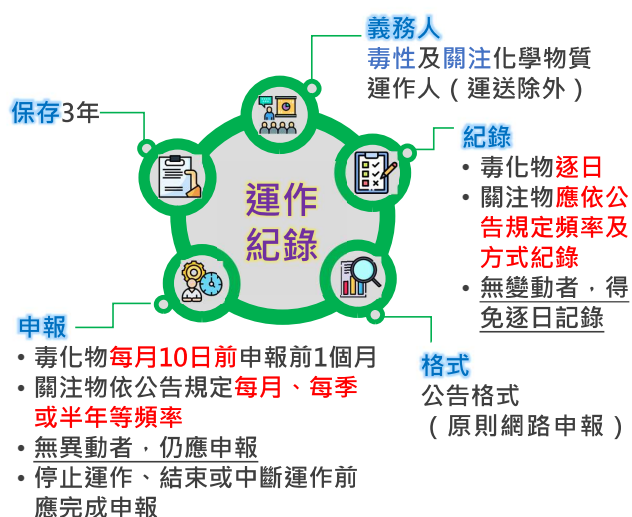 運作
紀錄
義務人
毒性及關注化學物質
運作人（運送除外）
紀錄
• 毒化物逐日
• 關注物應依公
告規定頻率及
方式紀錄
• 無變動者，得
免逐日記錄
格式
公告格式
（原則網路申報）
申報
• 毒化物每月10日前申報前1個月
• 關注物依公告規定每月、每季
或半年等頻率
• 無異動者，仍應申報
• 停止運作、結束或中斷運作前
應完成申報
保存3年